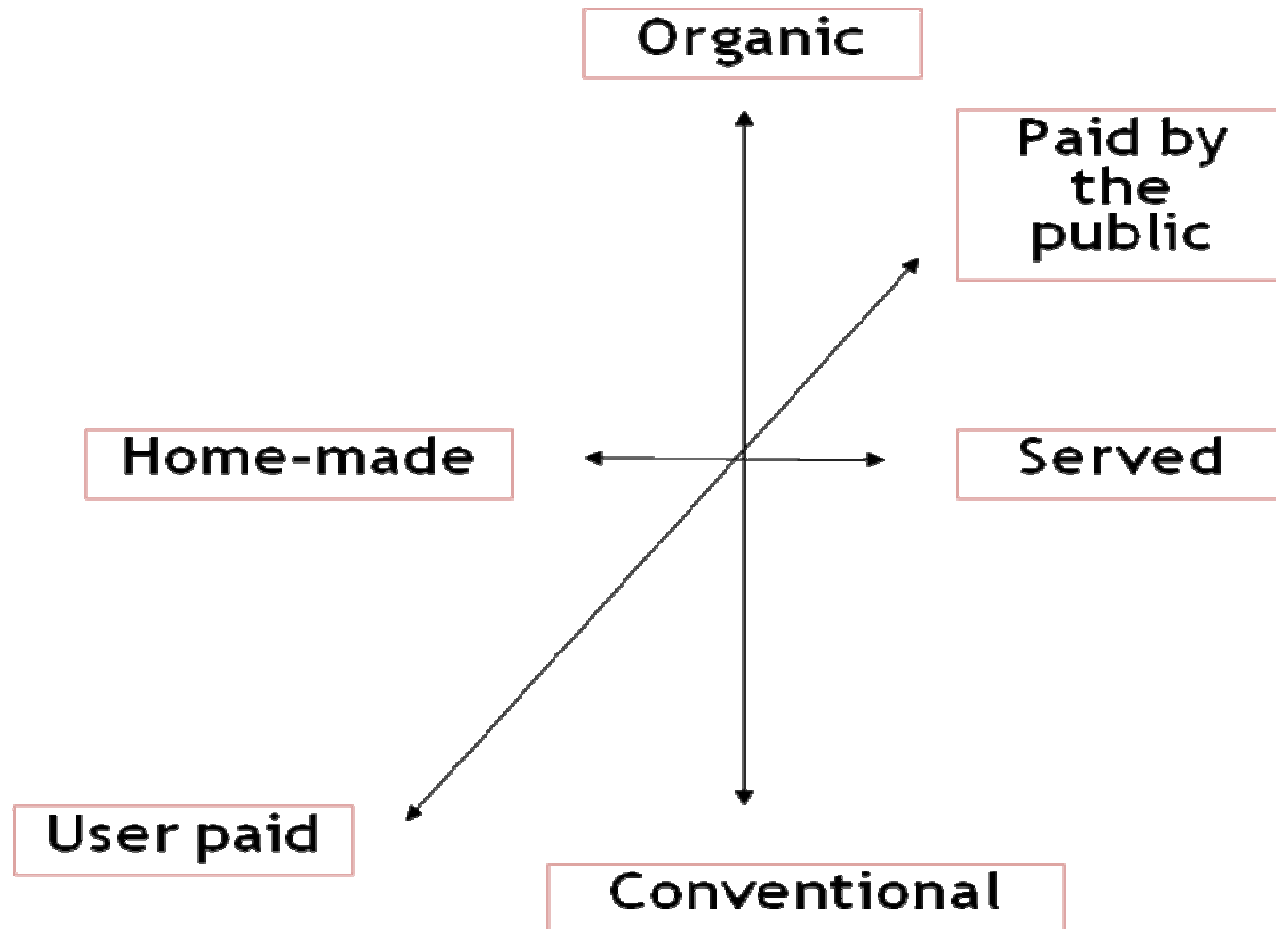 Organic
Paid by
the
public
Home-made
Served
User paid
Conventional